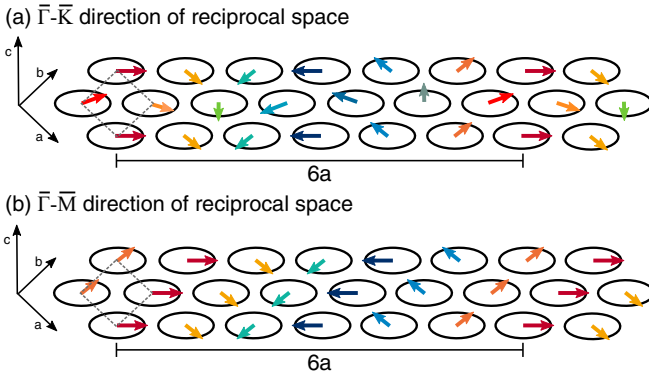 (a) Γ̅-K̅ direction of reciprocal space
c
b
a
6a
(b) Γ̅-M̅ direction of reciprocal space
c
b
a
6a